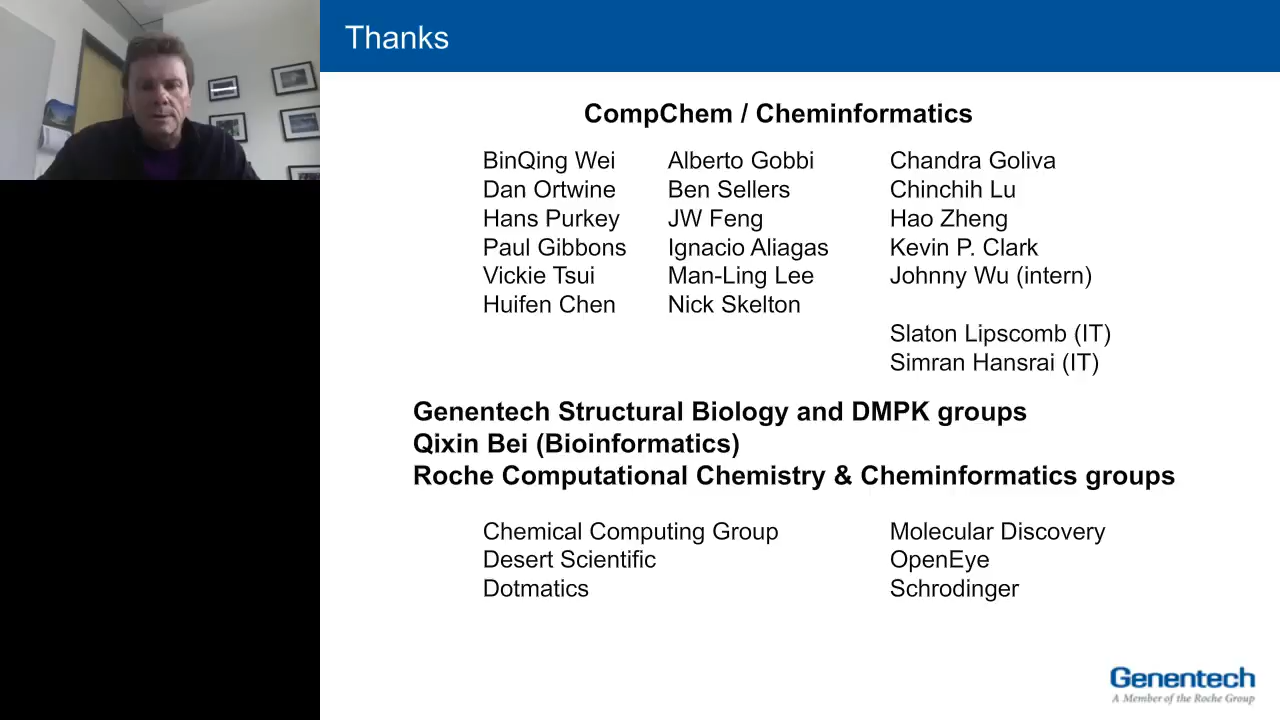 Thanks
CompChem / Cheminformatics
BinQing Wei
Dan Ortwine
Hans Purkey
Paul Gibbons
Vickie Tsui
Huifen Chen
Alberto Gobbi
Ben Sellers
JW Feng
Ignacio Aliagas
Man-Ling Lee
Nick Skelton
Chandra Goliva
Chinchih Lu
Hao Zheng
Kevin P. Clark
Johnny Wu (intern)
Slaton Lipscomb (IT)
Simran Hansrai (IT)
Genentech Structural Biology and DMPK groups
Qixin Bei (Bioinformatics)
Roche Computational Chemistry & Cheminformatics groups
Chemical Computing Group
Desert Scientific
Dotmatics
Molecular Discovery
OpenEye
Schrodinger
Genentech
A Member of the Roche Group